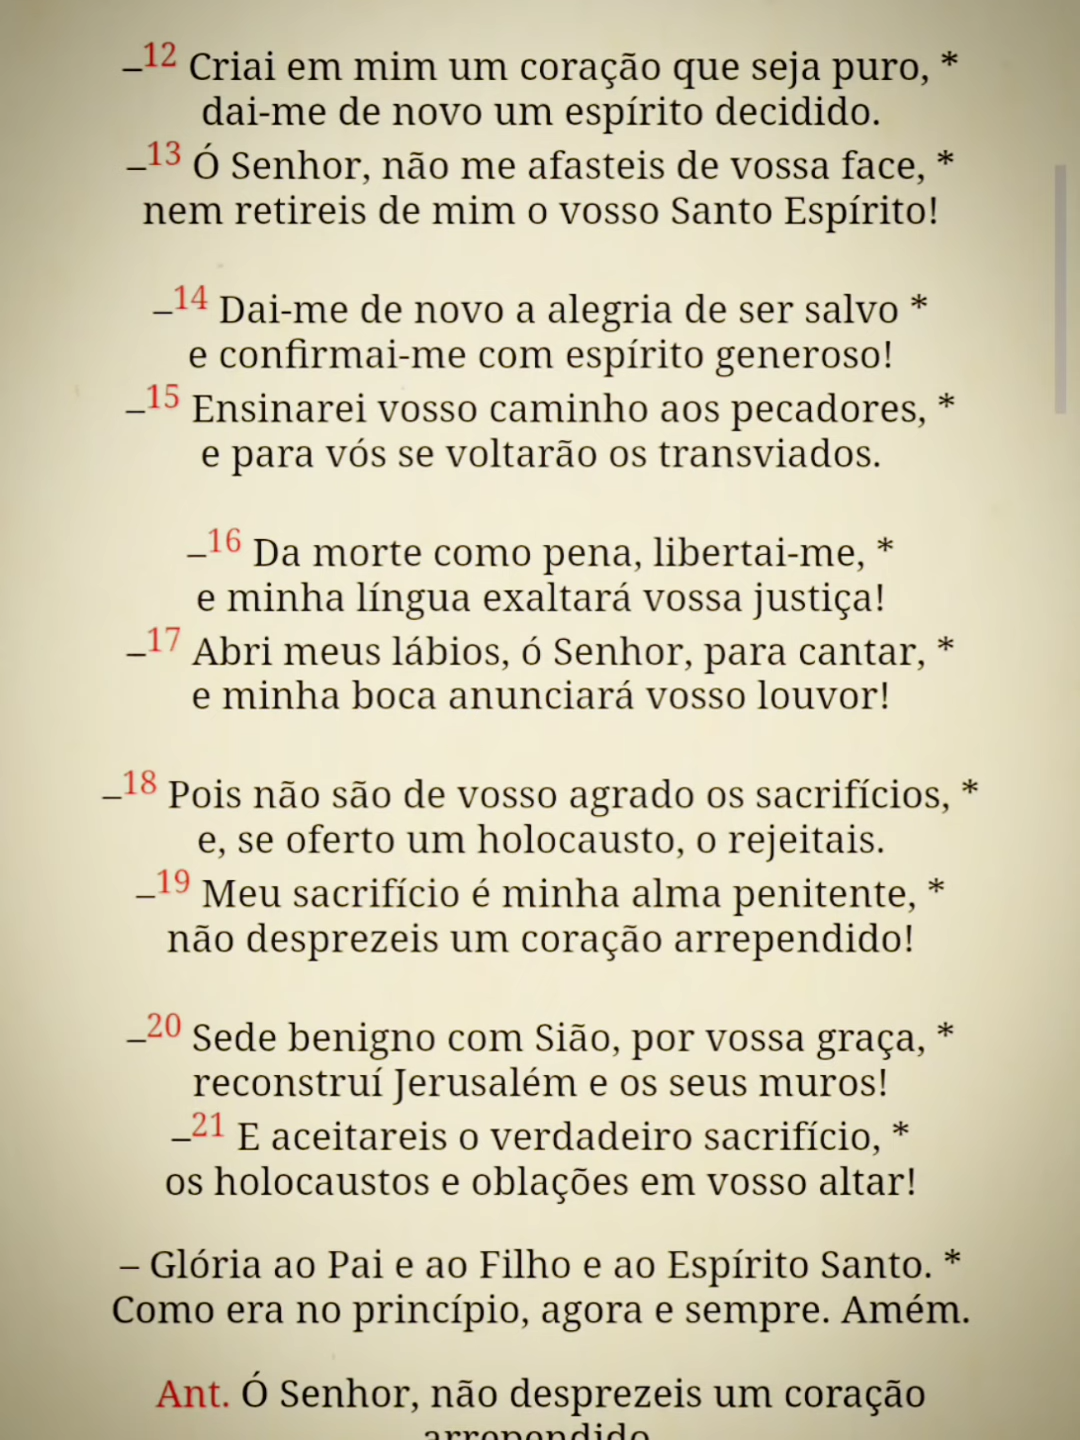 –12 Criai em mim um coração que seja puro, *
dai-me de novo um espírito decidido.
–13 Ó Senhor, não me afasteis de vossa face, *
nem retireis de mim o vosso Santo Espírito!
–14 Dai-me de novo a alegria de ser salvo *
e confirmai-me com espírito generoso!
–15 Ensinarei vosso caminho aos pecadores, *
e para vós se voltarão os transviados.
–16 Da morte como pena, libertai-me, *
e minha língua exaltará vossa justiça!
–17 Abri meus lábios, ó Senhor, para cantar, *
e minha boca anunciará vosso louvor!
–18 Pois não são de vosso agrado os sacrifícios, *
e, se oferto um holocausto, o rejeitais.
–19 Meu sacrifício é minha alma penitente, *
não desprezeis um coração arrependido!
–20 Sede benigno com Sião, por vossa graça, *
reconstruí Jerusalém e os seus muros!
–21 E aceitareis o verdadeiro sacrifício, *
os holocaustos e oblações em vosso altar!
– Glória ao Pai e ao Filho e ao Espírito Santo. *
Como era no princípio, agora e sempre. Amém.
Ant. Ó Senhor, não desprezeis um coração
arrependido